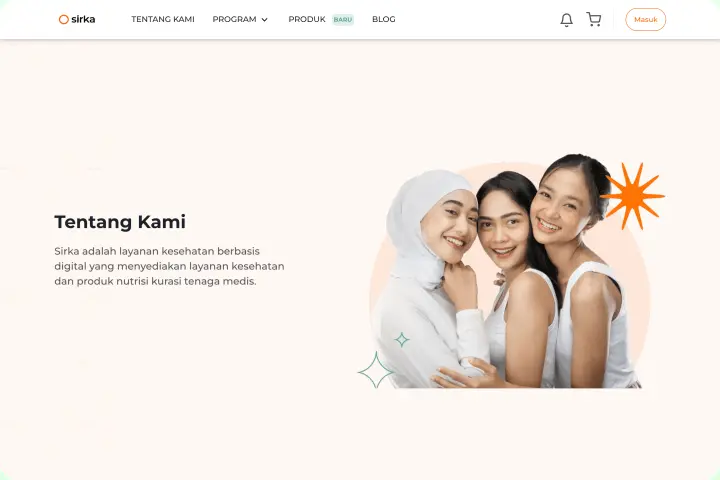 sirka
TENTANG KAMI
PROGRAM
PRODUK
BARU
BLOG
Masuk
Tentang Kami
Sirka adalah layanan kesehatan berbasis
digital yang menyediakan layanan kesehatan
dan produk nutrisi kurasi tenaga medis.